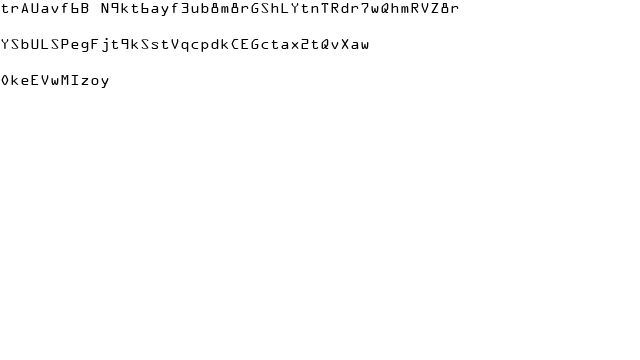 trAUavf6B N9kt6ayf3ub8m8rGShLYtnTRdr7wQhmRVZ8r
YSbULSPegFjt9kSstVqcpdkCEGctax2tQvXaw
0keEVwMIzoy